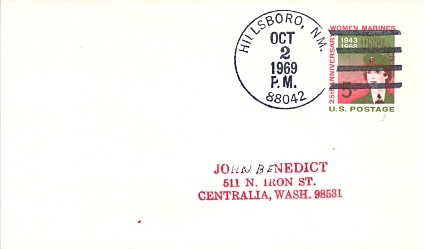 HILLSBORO, N.M.
OCT
2
1969
P.M.
88042
WOMEN MARINES
1943
1968
25th ANNIVERSARY
5c
U.S. POSTAGE
JOHN BENEDICT
511 N. IRON ST.
CENTRALIA, WASH. 98531